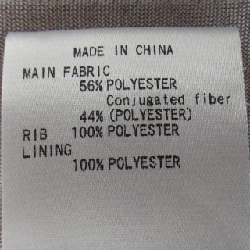 MADE IN CHINA
MAIN FABRIC
56% POLYESTER
Conjugated fiber
44% (POLYESTER)
RIB 100% POLYESTER
LINING
100% POLYESTER